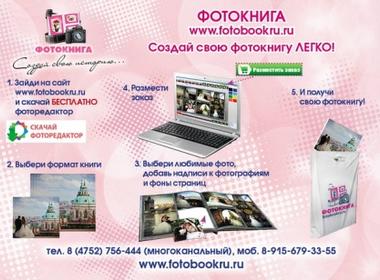 ФОТОКНИГА
www.fotobookru.ru
Создай свою фотокнигу ЛЕГКО!
ФОТОКНИГА
Создай свою историю...
Разместить заказ
1. Зайди на сайт
www.fotobookru.ru
и скачай БЕСПЛАТНО
фоторедактор
СКАЧАЙ
ФОТОРЕДАКТОР
4. Размести
заказ
5. И получи
свою фотокнигу!
2. Выбери формат книги
3. Выбери любимые фото,
добавь надписи к фотографиям
и фоны страниц
ФОТОКНИГА
тел. 8 (4752) 756-444 (многоканальный), моб. 8-915-679-33-55
www.fotobookru.ru